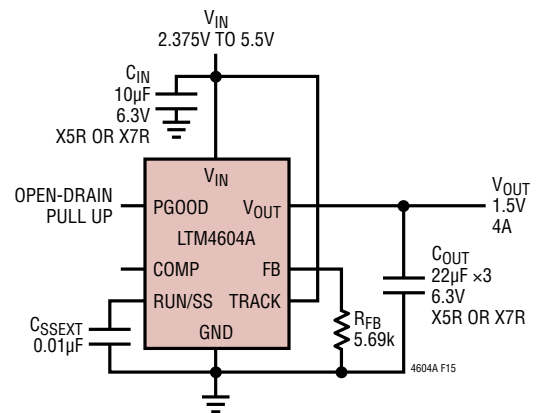 VIN
2.375V TO 5.5V
CIN
10µF
6.3V
X5R OR X7R
VIN
OPEN-DRAIN
PULL UP
PGOOD
VOUT
LTM4604A
COMP
FB
RUN/SS
TRACK
GND
CSSEXT
0.01µF
RFB
5.69k
VOUT
1.5V
4A
COUT
22µF ×3
6.3V
X5R OR X7R
4604A F15